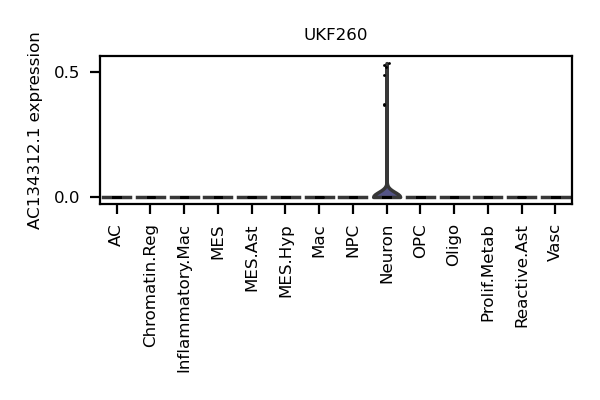 UKF260
AC134312.1 expression
0.5
0.0
AC
Chromatin.Reg
Inflammatory.Mac
MES
MES.Ast
MES.Hyp
Mac
NPC
Neuron
OPC
Oligo
Prolif.Metab
Reactive.Ast
Vasc